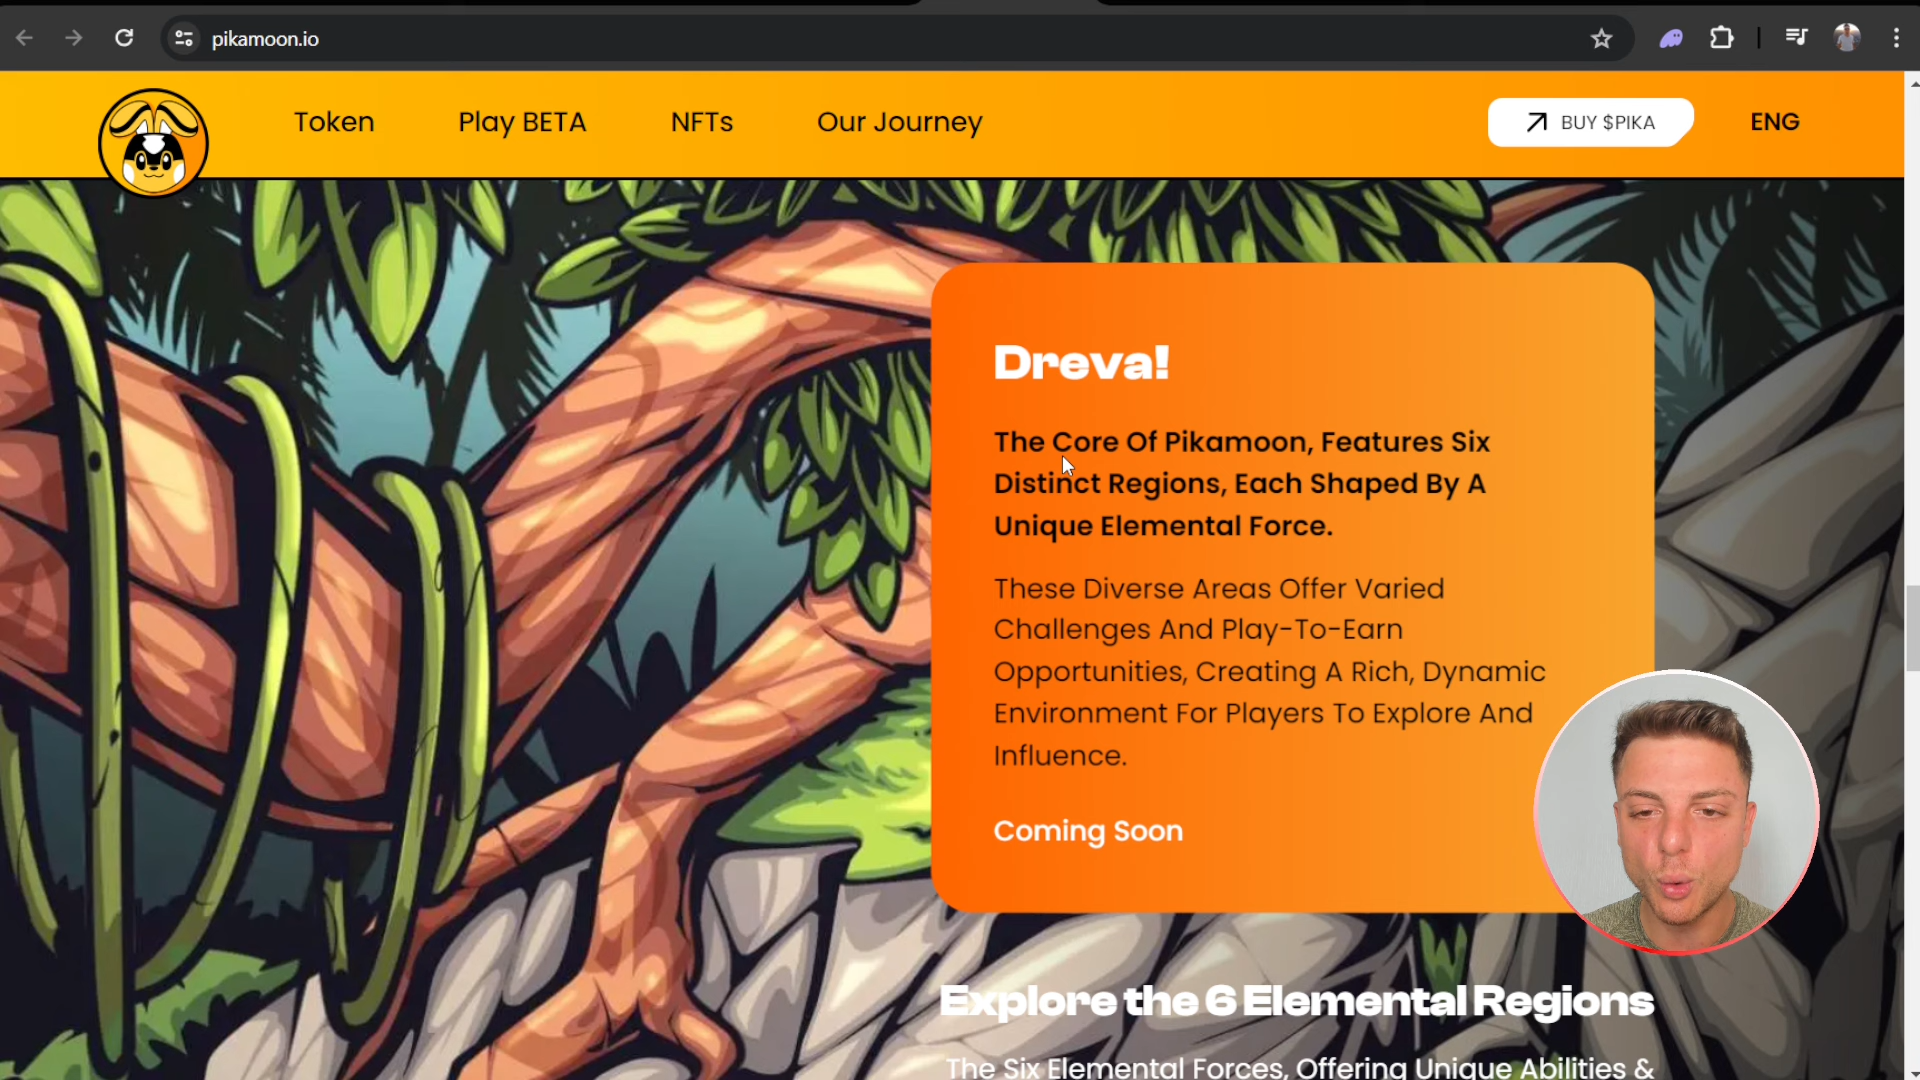 pikamoon.io
Token
Play BETA
NFTs
Our Journey
BUY $PIKA
ENG
Dreva!
The Core Of Pikamoon, Features Six
Distinct Regions, Each Shaped By A
Unique Elemental Force.
These Diverse Areas Offer Varied
Challenges And Play-To-Earn
Opportunities, Creating A Rich, Dynamic
Environment For Players To Explore And
Influence.
Coming Soon
Explore the 6 Elemental Regions
The Six Elemental Forces, Offering Unique Abilities &